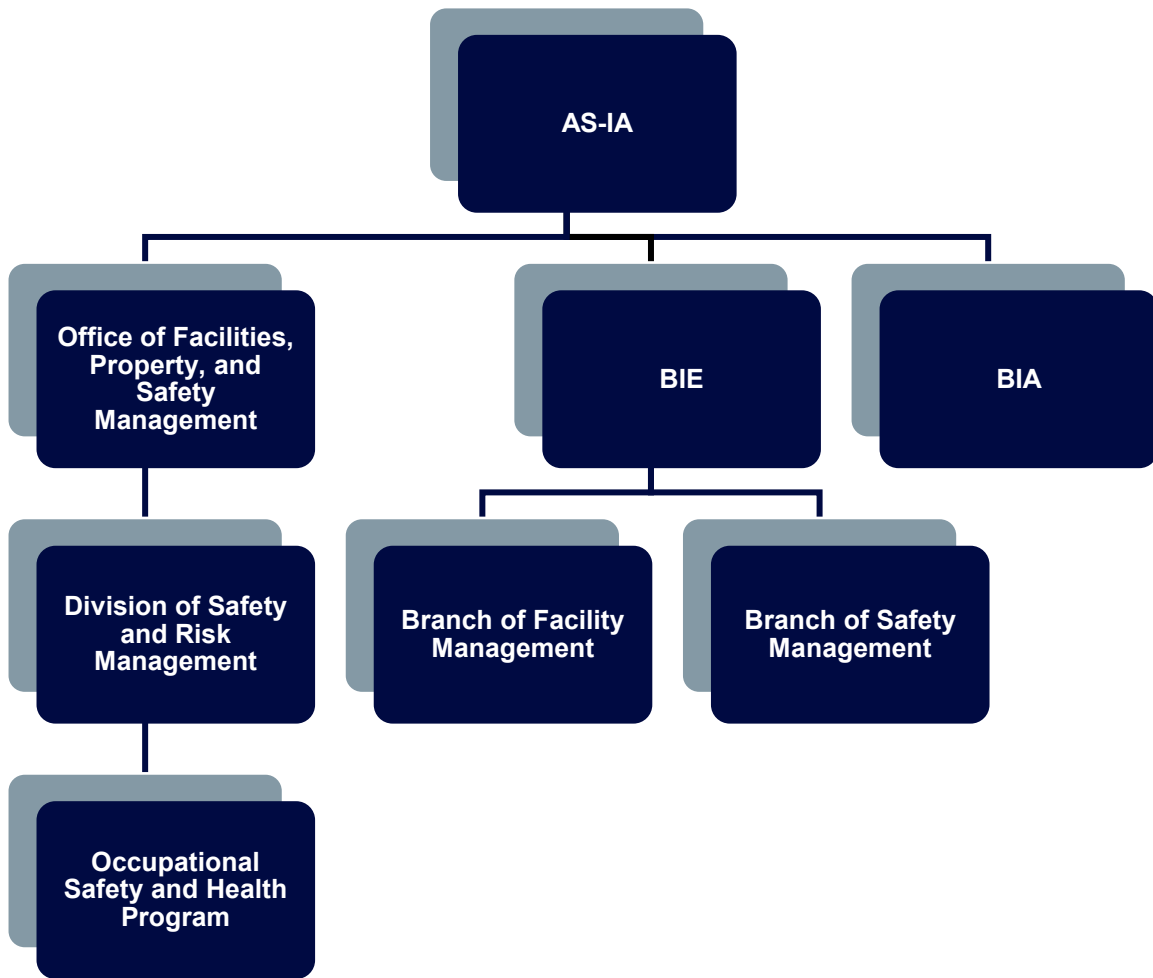 AS-IA
Office of Facilities,
Property, and
Safety
Management
BIE
BIA
Division of Safety
and Risk
Management
Branch of Facility
Management
Branch of Safety
Management
Occupational
Safety and Health
Program